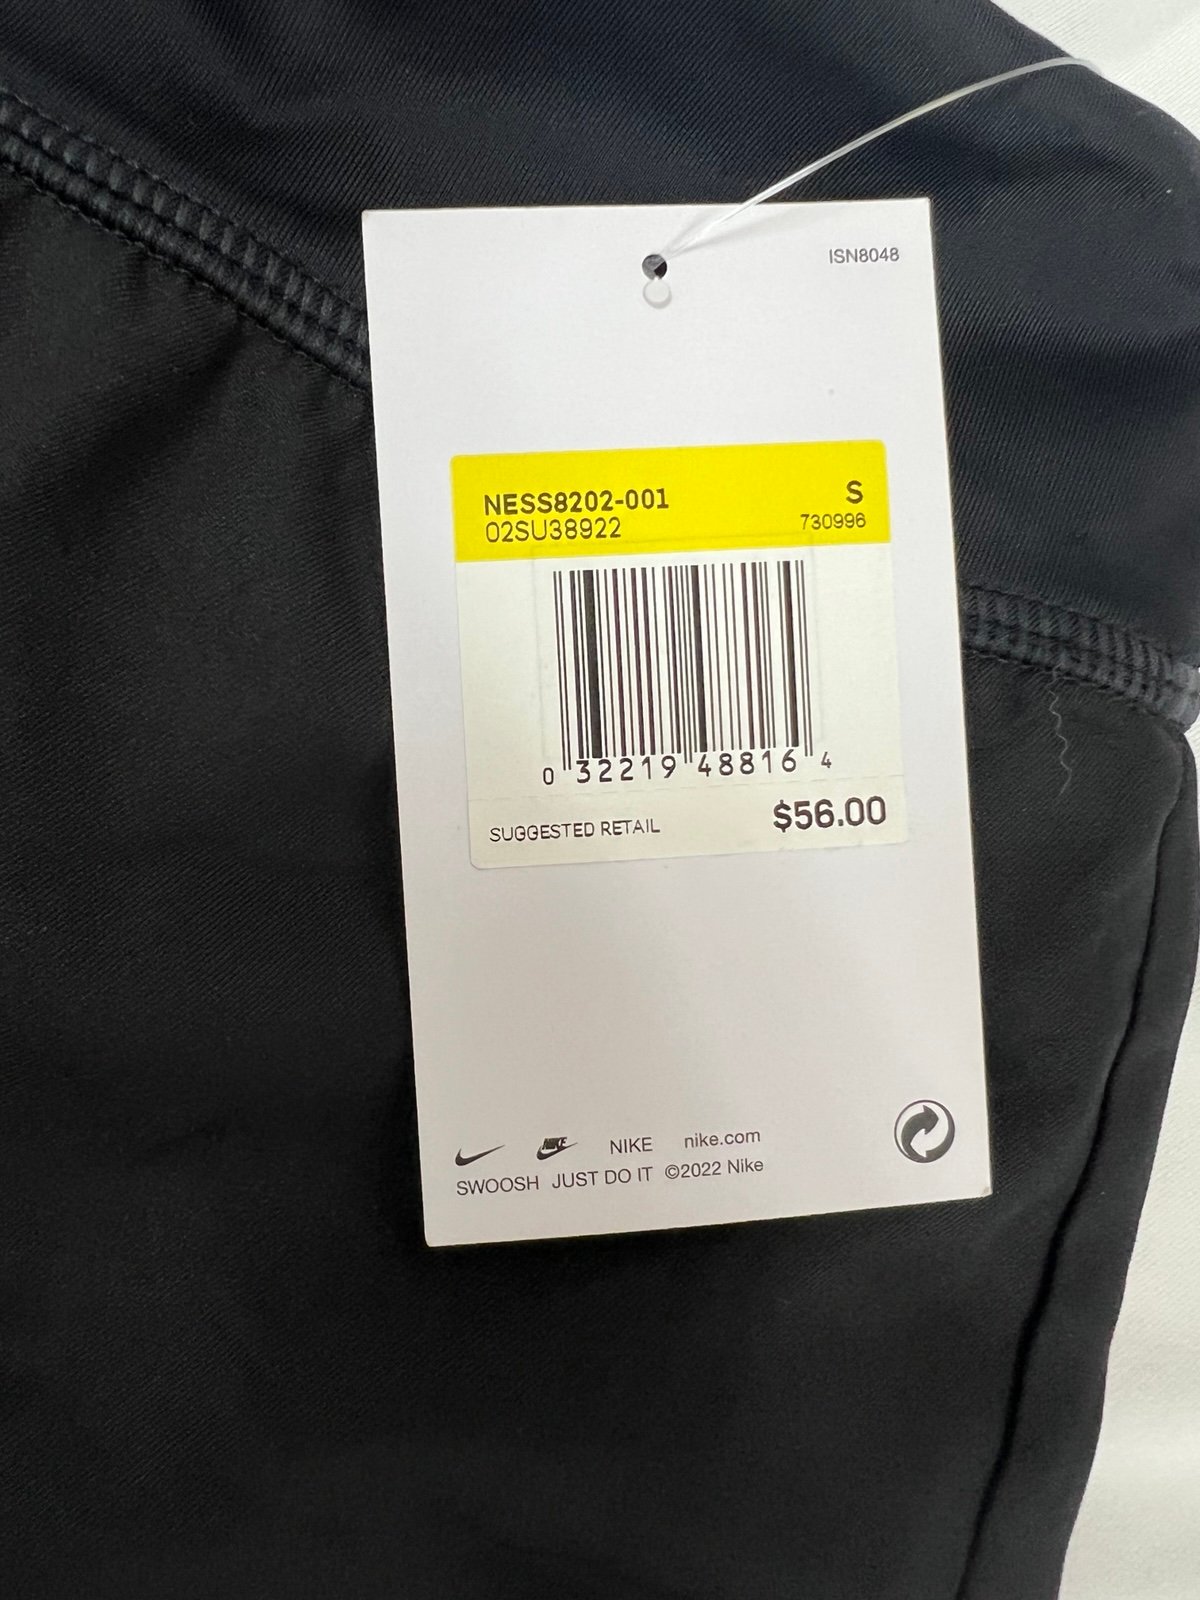 ISN8048
NESS8202-001 S
02SU38922 730996
0 32219 48816 4
SUGGESTED RETAIL $56.00
NIKE NIKE nike.com
SWOOSH JUST DO IT ©2022 Nike